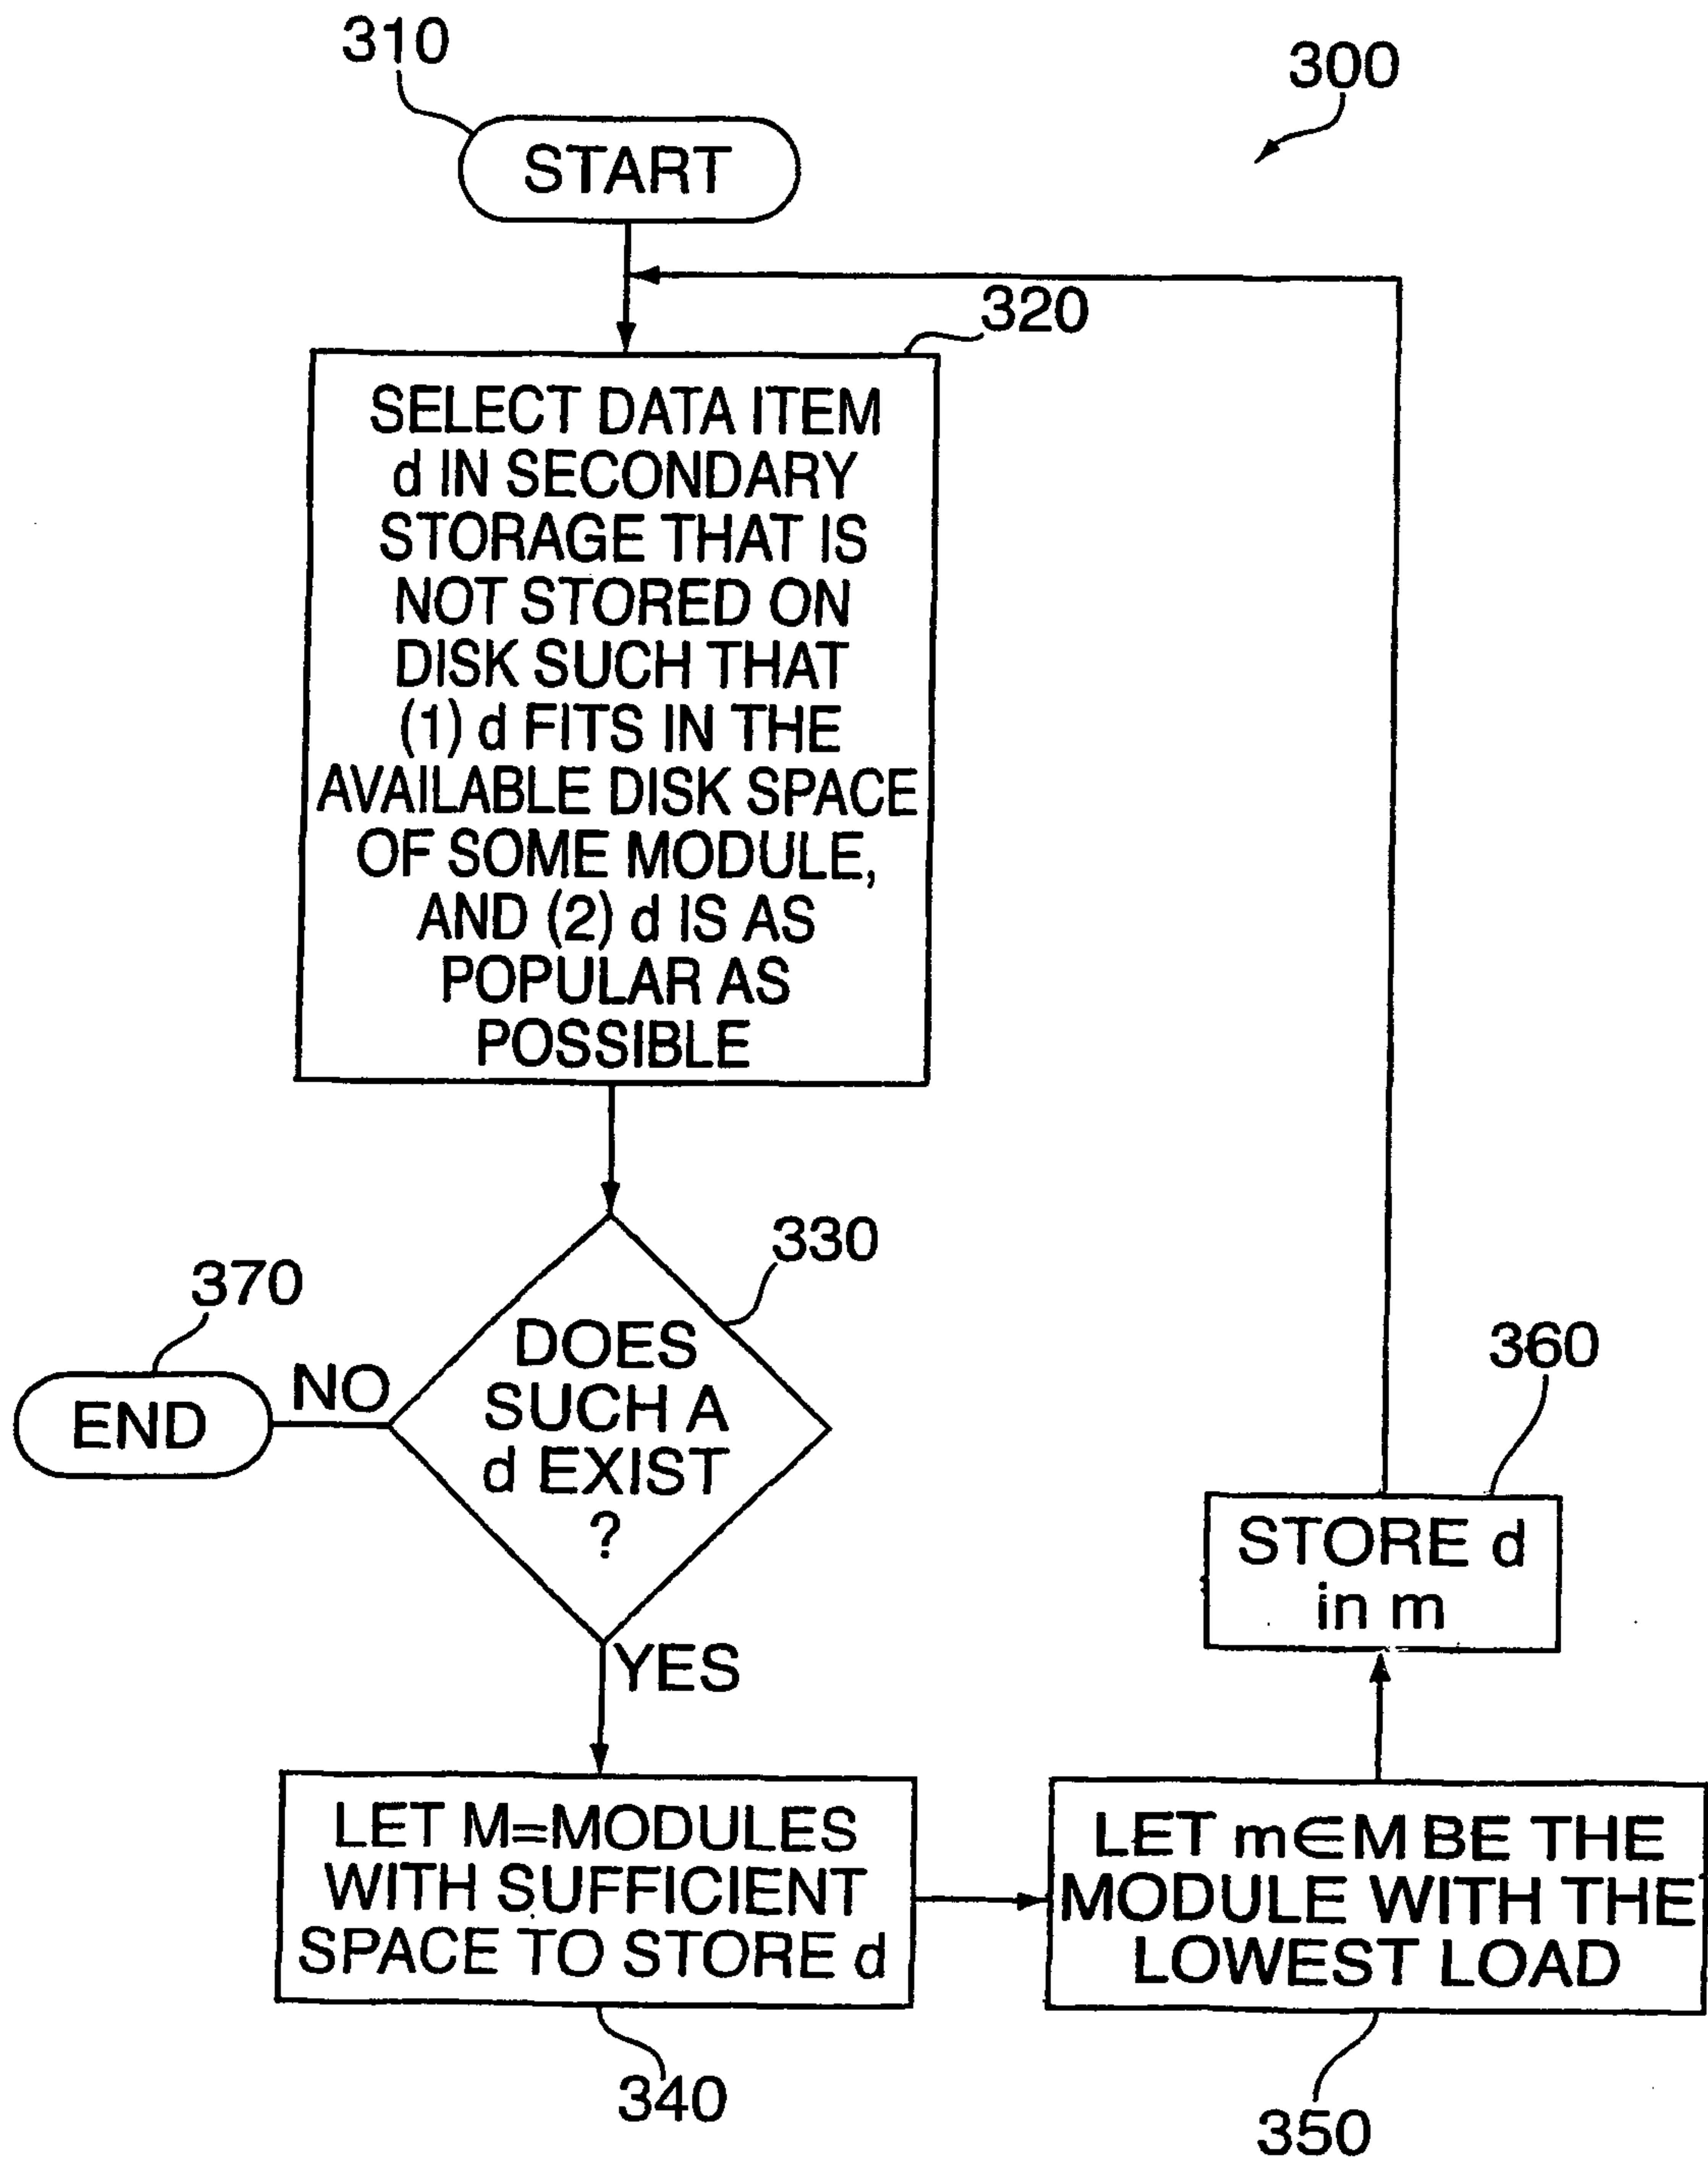 310
300
START
320
SELECT DATA ITEM
d IN SECONDARY
STORAGE THAT IS
NOT STORED ON
DISK SUCH THAT
(1) d FITS IN THE
AVAILABLE DISK SPACE
OF SOME MODULE,
AND (2) d IS AS
POPULAR AS
POSSIBLE
330
370
DOES
SUCH A
d EXIST
?
NO
END
YES
360
STORE d
in m
LET M=MODULES
WITH SUFFICIENT
SPACE TO STORE d
LET m∈M BE THE
MODULE WITH THE
LOWEST LOAD
340
350